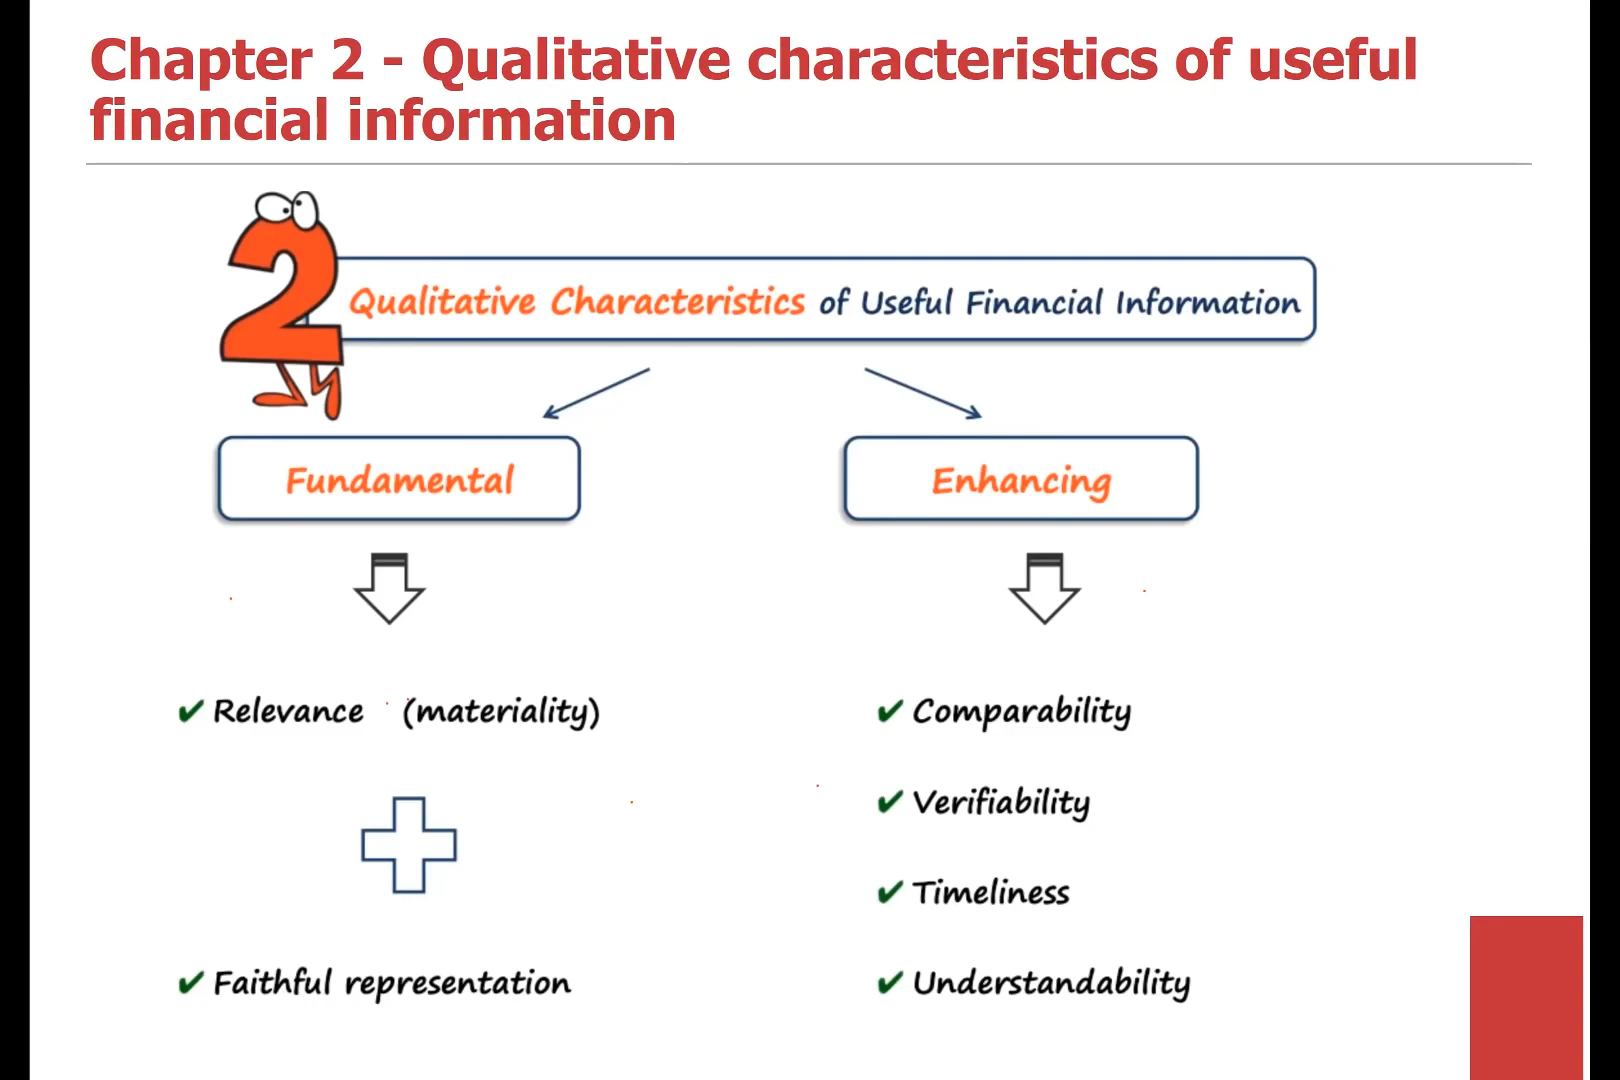 Chapter 2 - Qualitative characteristics of useful
financial information
2
Qualitative Characteristics of Useful Financial Information
Fundamental
Enhancing
✔ Relevance (materiality)
✔ Faithful representation
✔ Comparability
✔ Verifiability
✔ Timeliness
✔ Understandability